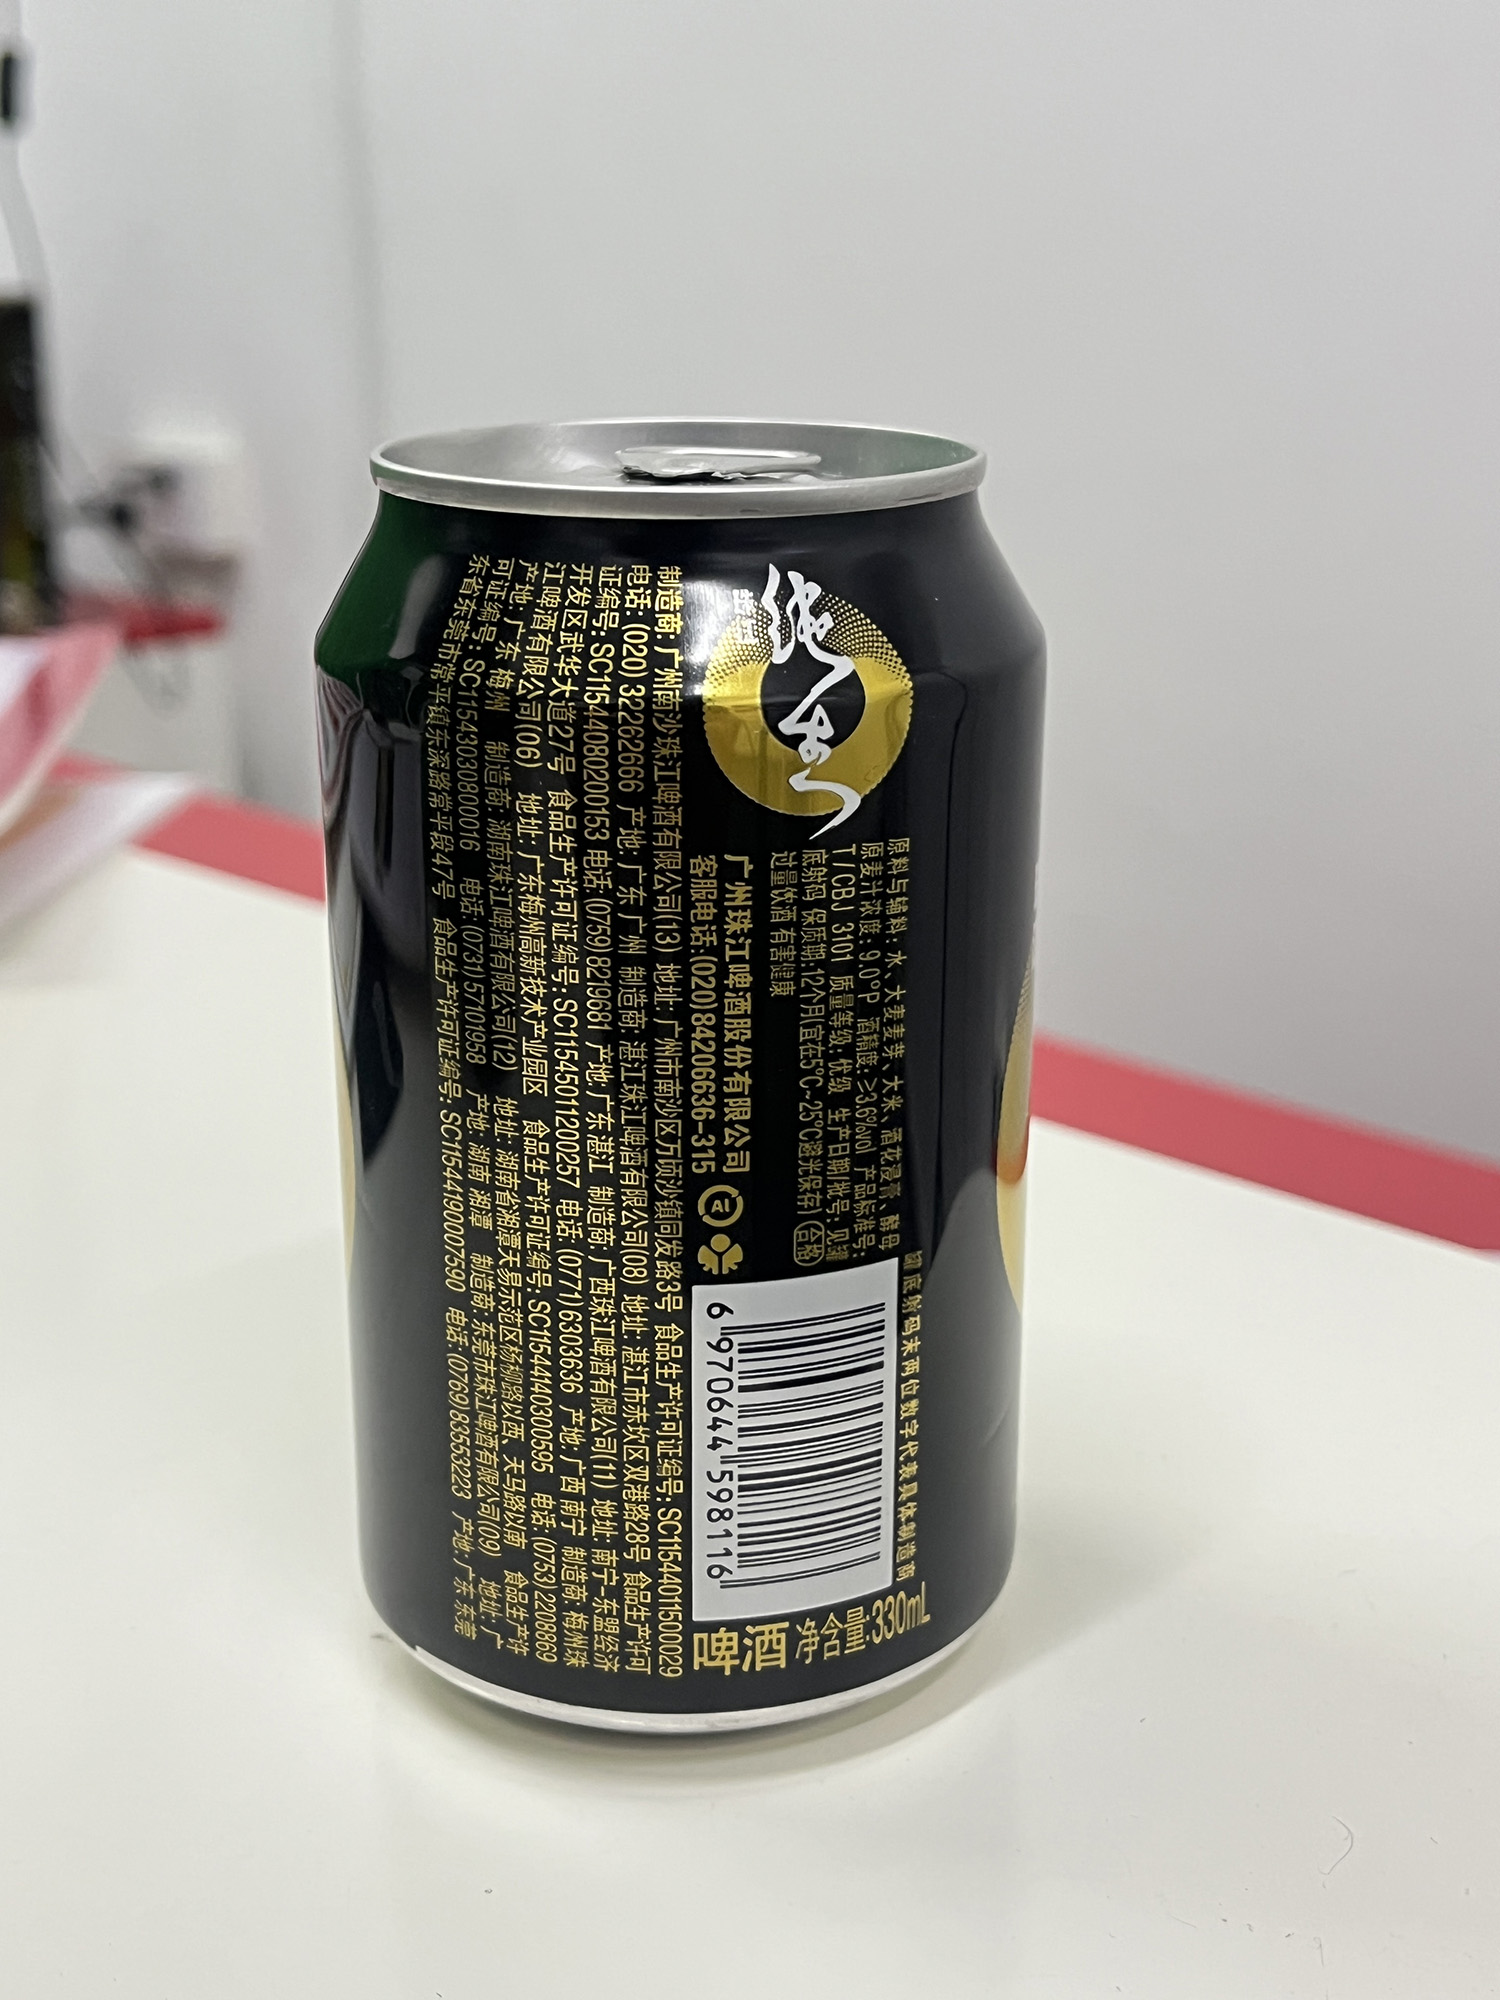 原料与辅料：水、大麦麦芽、大米、酒花浸膏、酵母
原麦汁浓度：9.0°P 酒精度：≥3.6%vol 产品标准号：
T/CBJ 3101 质量等级：优级 生产日期/批号：见罐
底射码 保质期：12个月(宜在5℃~25℃避光保存) 合格
过量饮酒 有害健康
广州珠江啤酒股份有限公司
客服电话：(020)84206636-315
罐底射码末两位数字代表具体制造商
6 970644 598116
啤酒 净含量:330mL
制造商：广州南沙珠江啤酒有限公司(13) 地址：广州市南沙区万顷沙镇同发路3号 食品生产许可证编号：SC11544011500029
电话：(020) 32262666 产地：广东 广州 制造商：湛江珠江啤酒有限公司(08) 地址：湛江市赤坎区双港路28号 食品生产许可
证编号：SC11544080200153 电话：(0759)8219681 产地：广东 湛江 制造商：广西珠江啤酒有限公司(11) 地址：南宁-东盟经济
开发区武华大道27号 食品生产许可证编号：SC11545011200257 电话：(0771)6303636 产地：广西 南宁 制造商：梅州珠
江啤酒有限公司(06) 地址：广东梅州高新技术产业园区 食品生产许可证编号：SC11544140300595 电话：(0753)2208869
产地：广东 梅州 制造商：湖南珠江啤酒有限公司(12) 地址：湖南省湘潭天易示范区杨柳路以西、天马路以南 食品生产许
可证编号：SC11543030800016 电话：(0731)57101958 产地：湖南 湘潭 制造商：东莞市珠江啤酒有限公司(09) 地址：广
东省东莞市常平镇东深路常平段47号 食品生产许可证编号：SC11544190007590 电话：(0769)83553223 产地：广东 东莞